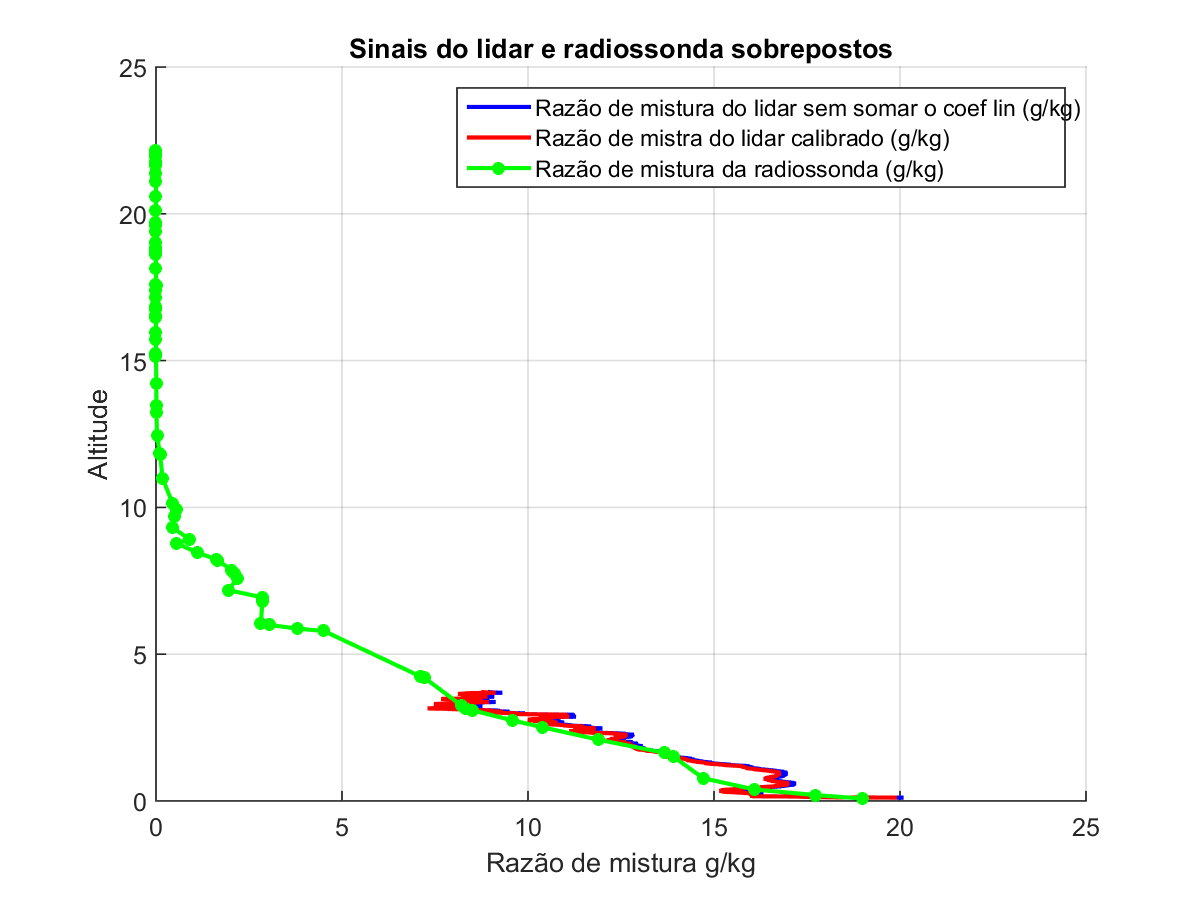 Sinais do lidar e radiossonda sobrepostos
25
Razão de mistura do lidar sem somar o coef lin (g/kg)
Razão de mistra do lidar calibrado (g/kg)
Razão de mistura da radiossonda (g/kg)
20
15
Altitude
10
5
0
0 5 10 15 20 25
Razão de mistura g/kg